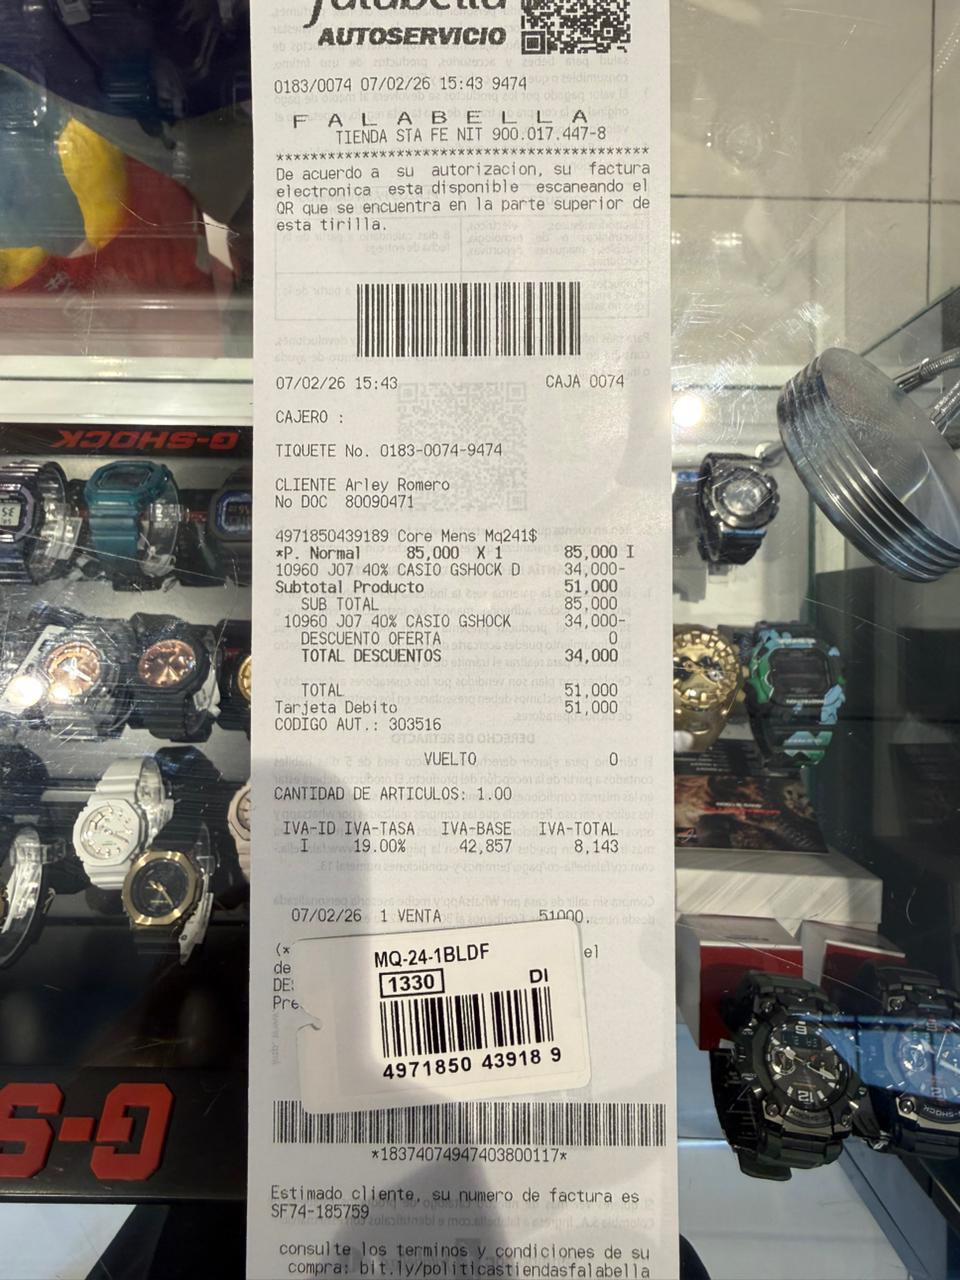 falabella
AUTOSERVICIO
0183/0074 07/02/26 15:43 9474
F A L A B E L L A
TIENDA STA FE NIT 900.017.447-8
******************************************
De acuerdo a su autorizacion, su factura
electronica esta disponible escaneando el
QR que se encuentra en la parte superior de
esta tirilla.
07/02/26 15:43 CAJA 0074
CAJERO :
TIQUETE No. 0183-0074-9474
CLIENTE Arley Romero
No DOC 80090471
4971850439189 Core Mens Mq241$
*P. Normal 85,000 X 1 85,000 I
10960 J07 40% CASIO GSHOCK D 34,000-
Subtotal Producto 51,000
SUB TOTAL 85,000
10960 J07 40% CASIO GSHOCK 34,000-
DESCUENTO OFERTA 0
TOTAL DESCUENTOS 34,000
TOTAL 51,000
Tarjeta Debito 51,000
CODIGO AUT.: 303516
VUELTO 0
CANTIDAD DE ARTICULOS: 1.00
IVA-ID IVA-TASA IVA-BASE IVA-TOTAL
I 19.00% 42,857 8,143
07/02/26 1 VENTA 51000.
(* el
de
DE
Pre
MQ-24-1BLDF
1330 DI
4971850 43918 9
*18374074947403800117*
Estimado cliente, su numero de factura es
SF74-185759
consulte los terminos y condiciones de su
compra: bit.ly/politicastiendasfalabella
G-SHOCK
G-S